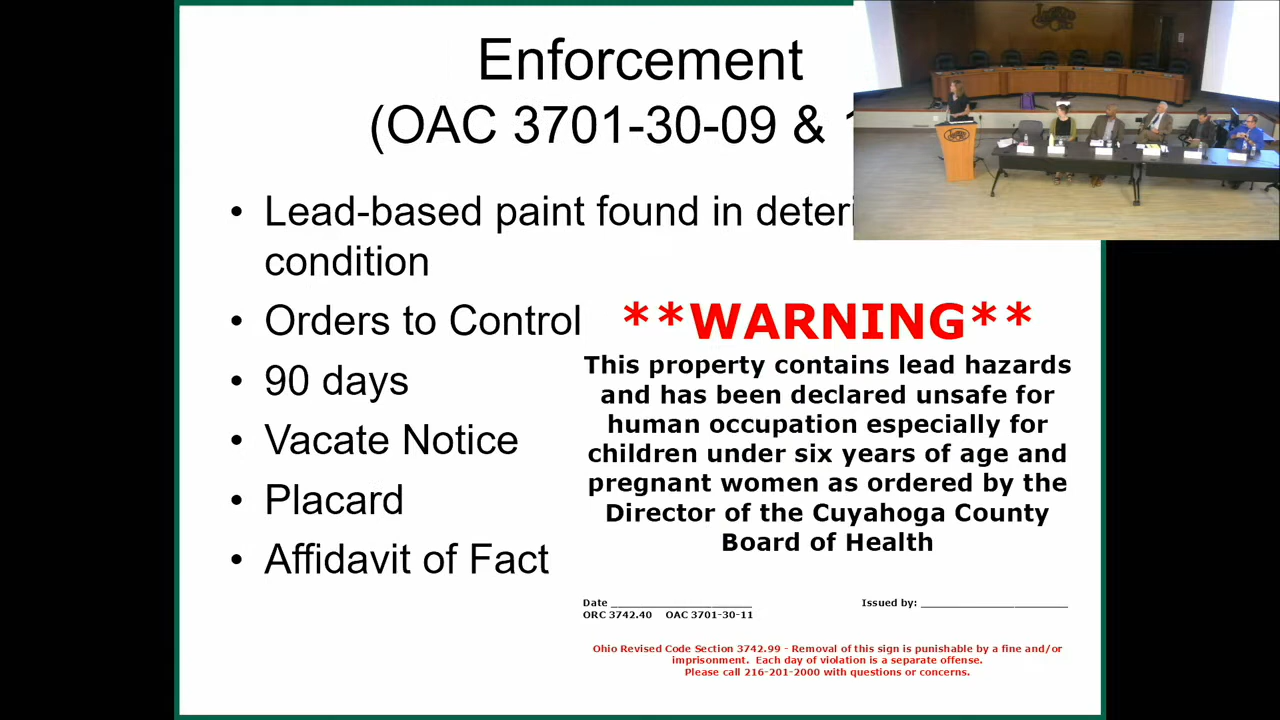 Enforcement
(OAC 3701-30-09 &
• Lead-based paint found in
condition
• Orders to Control
• 90 days
• Vacate Notice
• Placard
• Affidavit of Fact
**WARNING**
This property contains lead hazards
and has been declared unsafe for
human occupation especially for
children under six years of age and
pregnant women as ordered by the
Director of the Cuyahoga County
Board of Health
Date ________________________ Issued by: ________________________
ORC 3742.40 OAC 3701-30-11
Ohio Revised Code Section 3742.99 - Removal of this sign is punishable by a fine and/or
imprisonment. Each day of violation is a separate offense.
Please call 216-201-2000 with questions or concerns.